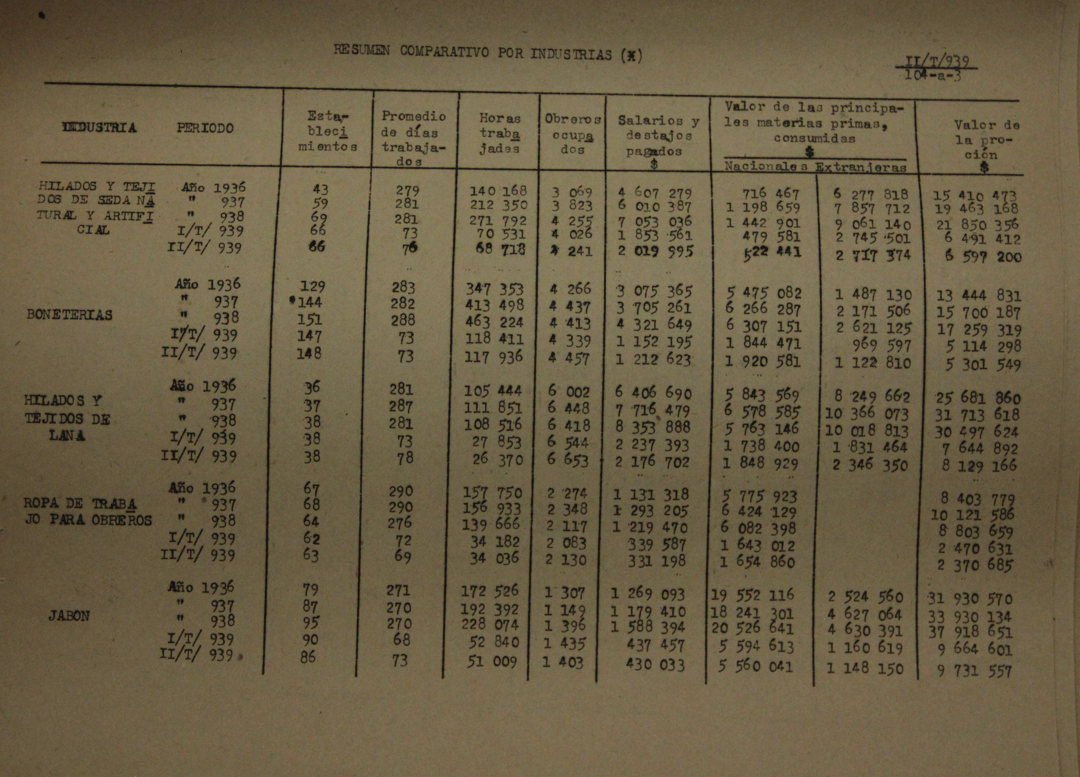 RESUMEN COMPARATIVO POR INDUSTRIAS (X)
II/T/939
104-a-3
INDUSTRIA PERIODO Esta- Promedio Horas Obreros Salarios y Valor de las principa- Valor de
bleci de días traba ocupa destajos les materias primas, la pro-
mientos trabaja- jadas dos pagados consumidas ción
dos $ $ $
Nacionales Extranjeras
HILADOS Y TEJI Año 1936 43 279 140 168 3 069 4 607 279 716 467 6 277 818 15 410 473
DOS DE SEDA NA " 937 59 281 212 350 3 823 6 010 387 1 198 659 7 857 712 19 463 168
TURAL Y ARTIFI " 938 69 281 271 792 4 255 7 053 036 1 442 901 9 061 140 21 850 356
CIAL I/T/ 939 66 73 70 531 4 026 1 853 561 479 581 2 745 501 6 491 412
II/T/ 939 66 76 68 718 4 241 2 019 995 522 441 2 717 374 6 597 200
Año 1936 129 283 347 353 4 266 3 075 365 5 475 082 1 487 130 13 444 831
" 937 144 282 413 498 4 437 3 705 261 6 266 287 2 171 506 15 700 187
BONETERIAS " 938 151 288 463 224 4 413 4 321 649 6 307 151 2 621 125 17 259 319
I/T/ 939 147 73 118 411 4 339 1 152 195 1 844 471 969 597 5 114 298
II/T/ 939 148 73 117 936 4 457 1 212 623 1 920 581 1 122 810 5 301 549
Año 1936 36 281 105 444 6 002 6 406 690 5 843 569 8 249 662 25 681 860
HILADOS Y " 937 37 287 111 851 6 448 7 716 479 6 578 585 10 366 073 31 713 618
TEJIDOS DE " 938 38 281 108 516 6 418 8 353 888 5 763 146 10 018 813 30 497 624
LANA I/T/ 939 38 73 27 853 6 544 2 237 393 1 738 400 1 831 464 7 644 892
II/T/ 939 38 78 26 370 6 653 2 176 702 1 848 929 2 346 350 8 129 166
Año 1936 67 290 157 750 2 274 1 131 318 5 775 923 8 403 779
ROPA DE TRABA " 937 68 290 156 933 2 348 1 293 205 6 424 129 10 121 586
JO PARA OBREROS " 938 64 276 139 666 2 117 1 219 470 6 082 398 8 803 659
I/T/ 939 62 72 34 182 2 083 339 587 1 643 012 2 470 631
II/T/ 939 63 69 34 036 2 130 331 198 1 654 860 2 370 685
Año 1936 79 271 172 526 1 307 1 269 093 19 552 116 2 524 560 31 930 570
" 937 87 270 192 392 1 149 1 179 410 18 241 301 4 627 064 33 930 134
JABON " 938 95 270 228 074 1 396 1 588 394 20 526 641 4 630 391 37 918 651
I/T/ 939 90 68 52 840 1 435 437 457 5 594 613 1 160 619 9 664 601
II/T/ 939 86 73 51 009 1 403 430 033 5 560 041 1 148 150 9 731 557